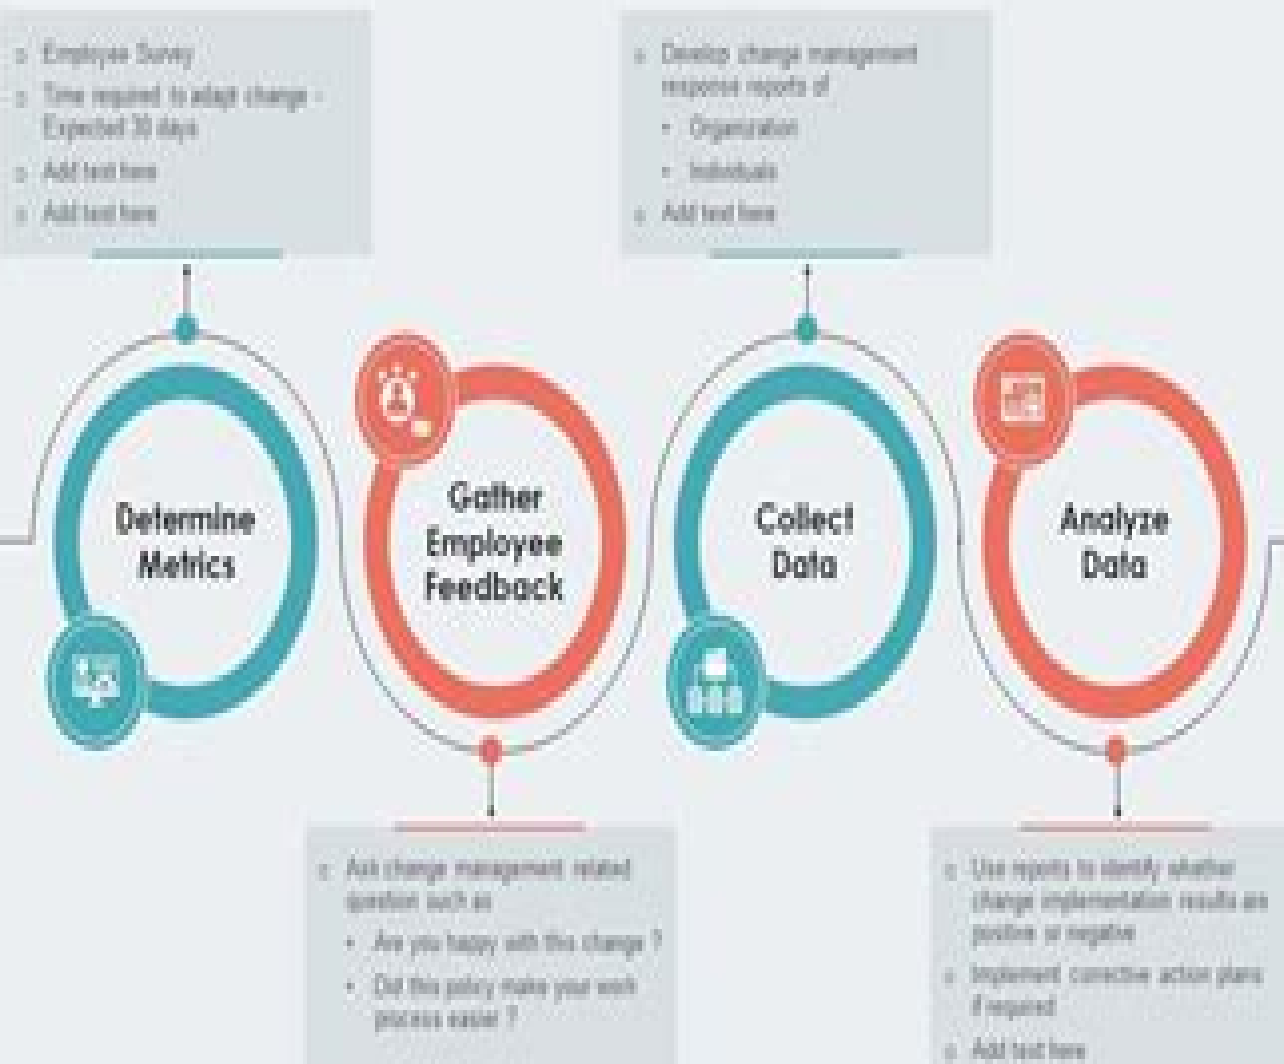 Employee Survey
Time required to adapt change -
Expected 30 days
Add text here
Add text here
Develop change management
response reports of
Organization
Individuals
Add text here
Determine
Metrics
Gather
Employee
Feedback
Collect
Data
Analyze
Data
Ask change management related
question such as
Are you happy with this change ?
Did this policy make your work
process easier ?
Use reports to identify whether
change implementation results are
positive or negative
Implement corrective action plans
if required
Add text here